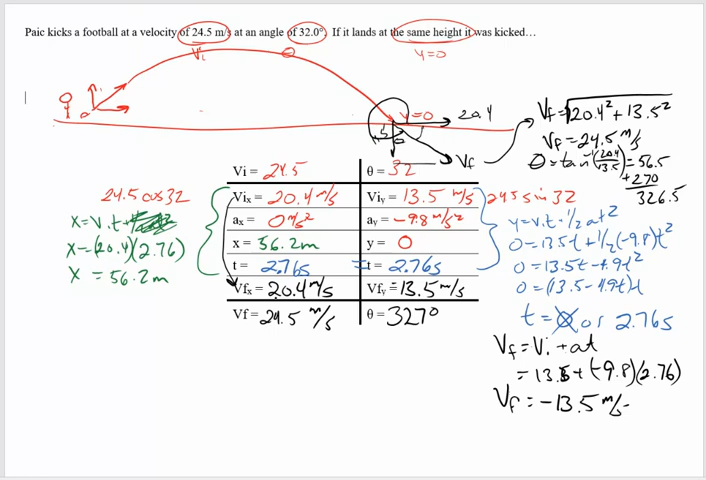 Paic kicks a football at a velocity of 24.5 m/s at an angle of 32.0°. If it lands at the same height it was kicked…
Vi
y=0
y=0
20.4
Vf
Vf=√20.4²+13.5²
Vf=24.5 m/s
θ=tan⁻¹(20.4/13.5)=56.5
+270
326.5
Vi = 24.5
θ = 32
24.5 cos 32
Vix = 20.4 m/s
Viy = 13.5 m/s
24.5 sin 32
ax = 0 m/s²
ay = -9.8 m/s²
x = 56.2m
y = 0
t = 2.76s
=
t = 2.76s
Vfx = 20.4 m/s
Vfy = -13.5 m/s
Vf = 24.5 m/s
θ = 327°
x=Vit+
x=(20.4)(2.76)
x = 56.2m
y=Vit+1/2at²
0=13.5t+1/2(-9.8)t²
0=13.5t-4.9t²
0=(13.5-4.9t)t
t=0 or 2.76s
Vf=Vi+at
=13.5+(-9.8)(2.76)
Vf=-13.5 m/s